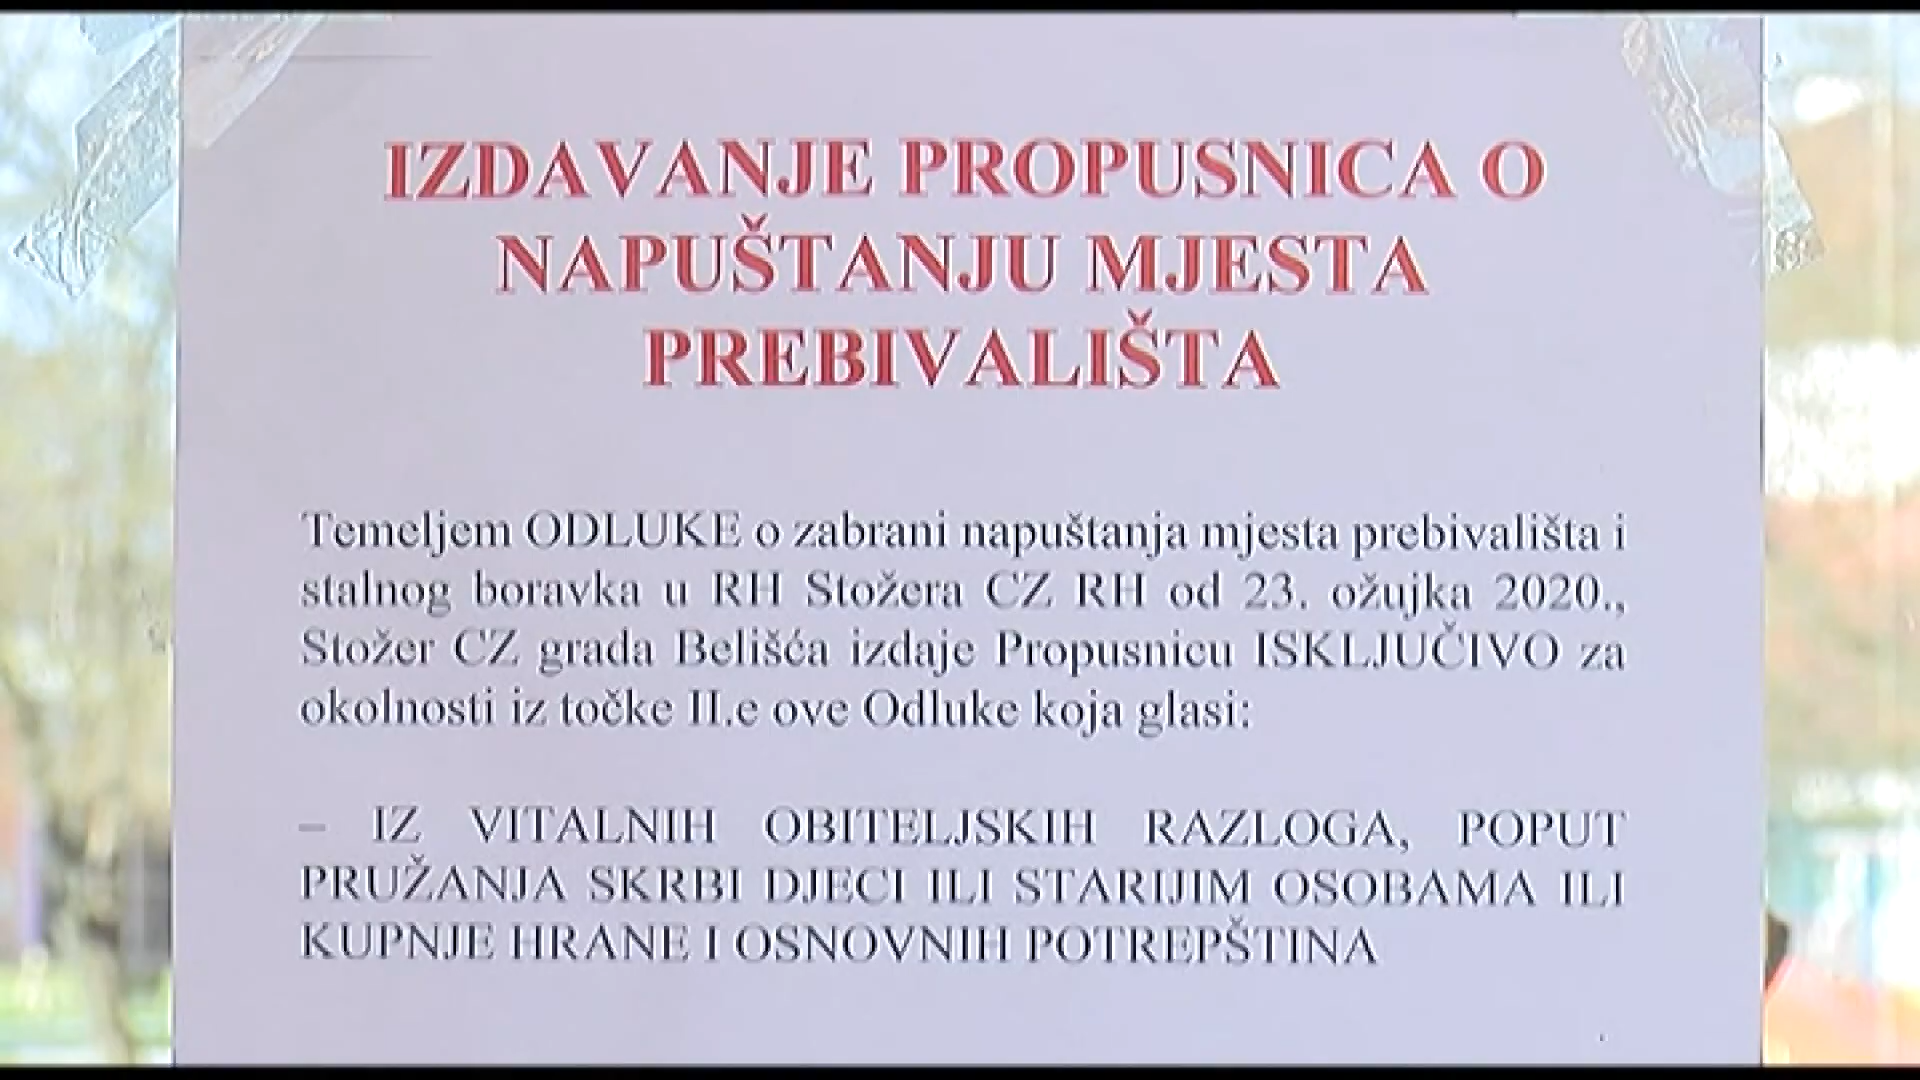 IZDAVANJE PROPUSNICA O
NAPUŠTANJU MJESTA
PREBIVALIŠTA
Temeljem ODLUKE o zabrani napuštanja mjesta prebivališta i
stalnog boravka u RH Stožera CZ RH od 23. ožujka 2020.,
Stožer CZ grada Belišća izdaje Propusnicu ISKLJUČIVO za
okolnosti iz točke II.e ove Odluke koja glasi:
– IZ VITALNIH OBITELJSKIH RAZLOGA, POPUT
PRUŽANJA SKRBI DJECI ILI STARIJIM OSOBAMA ILI
KUPNJE HRANE I OSNOVNIH POTREPŠTINA